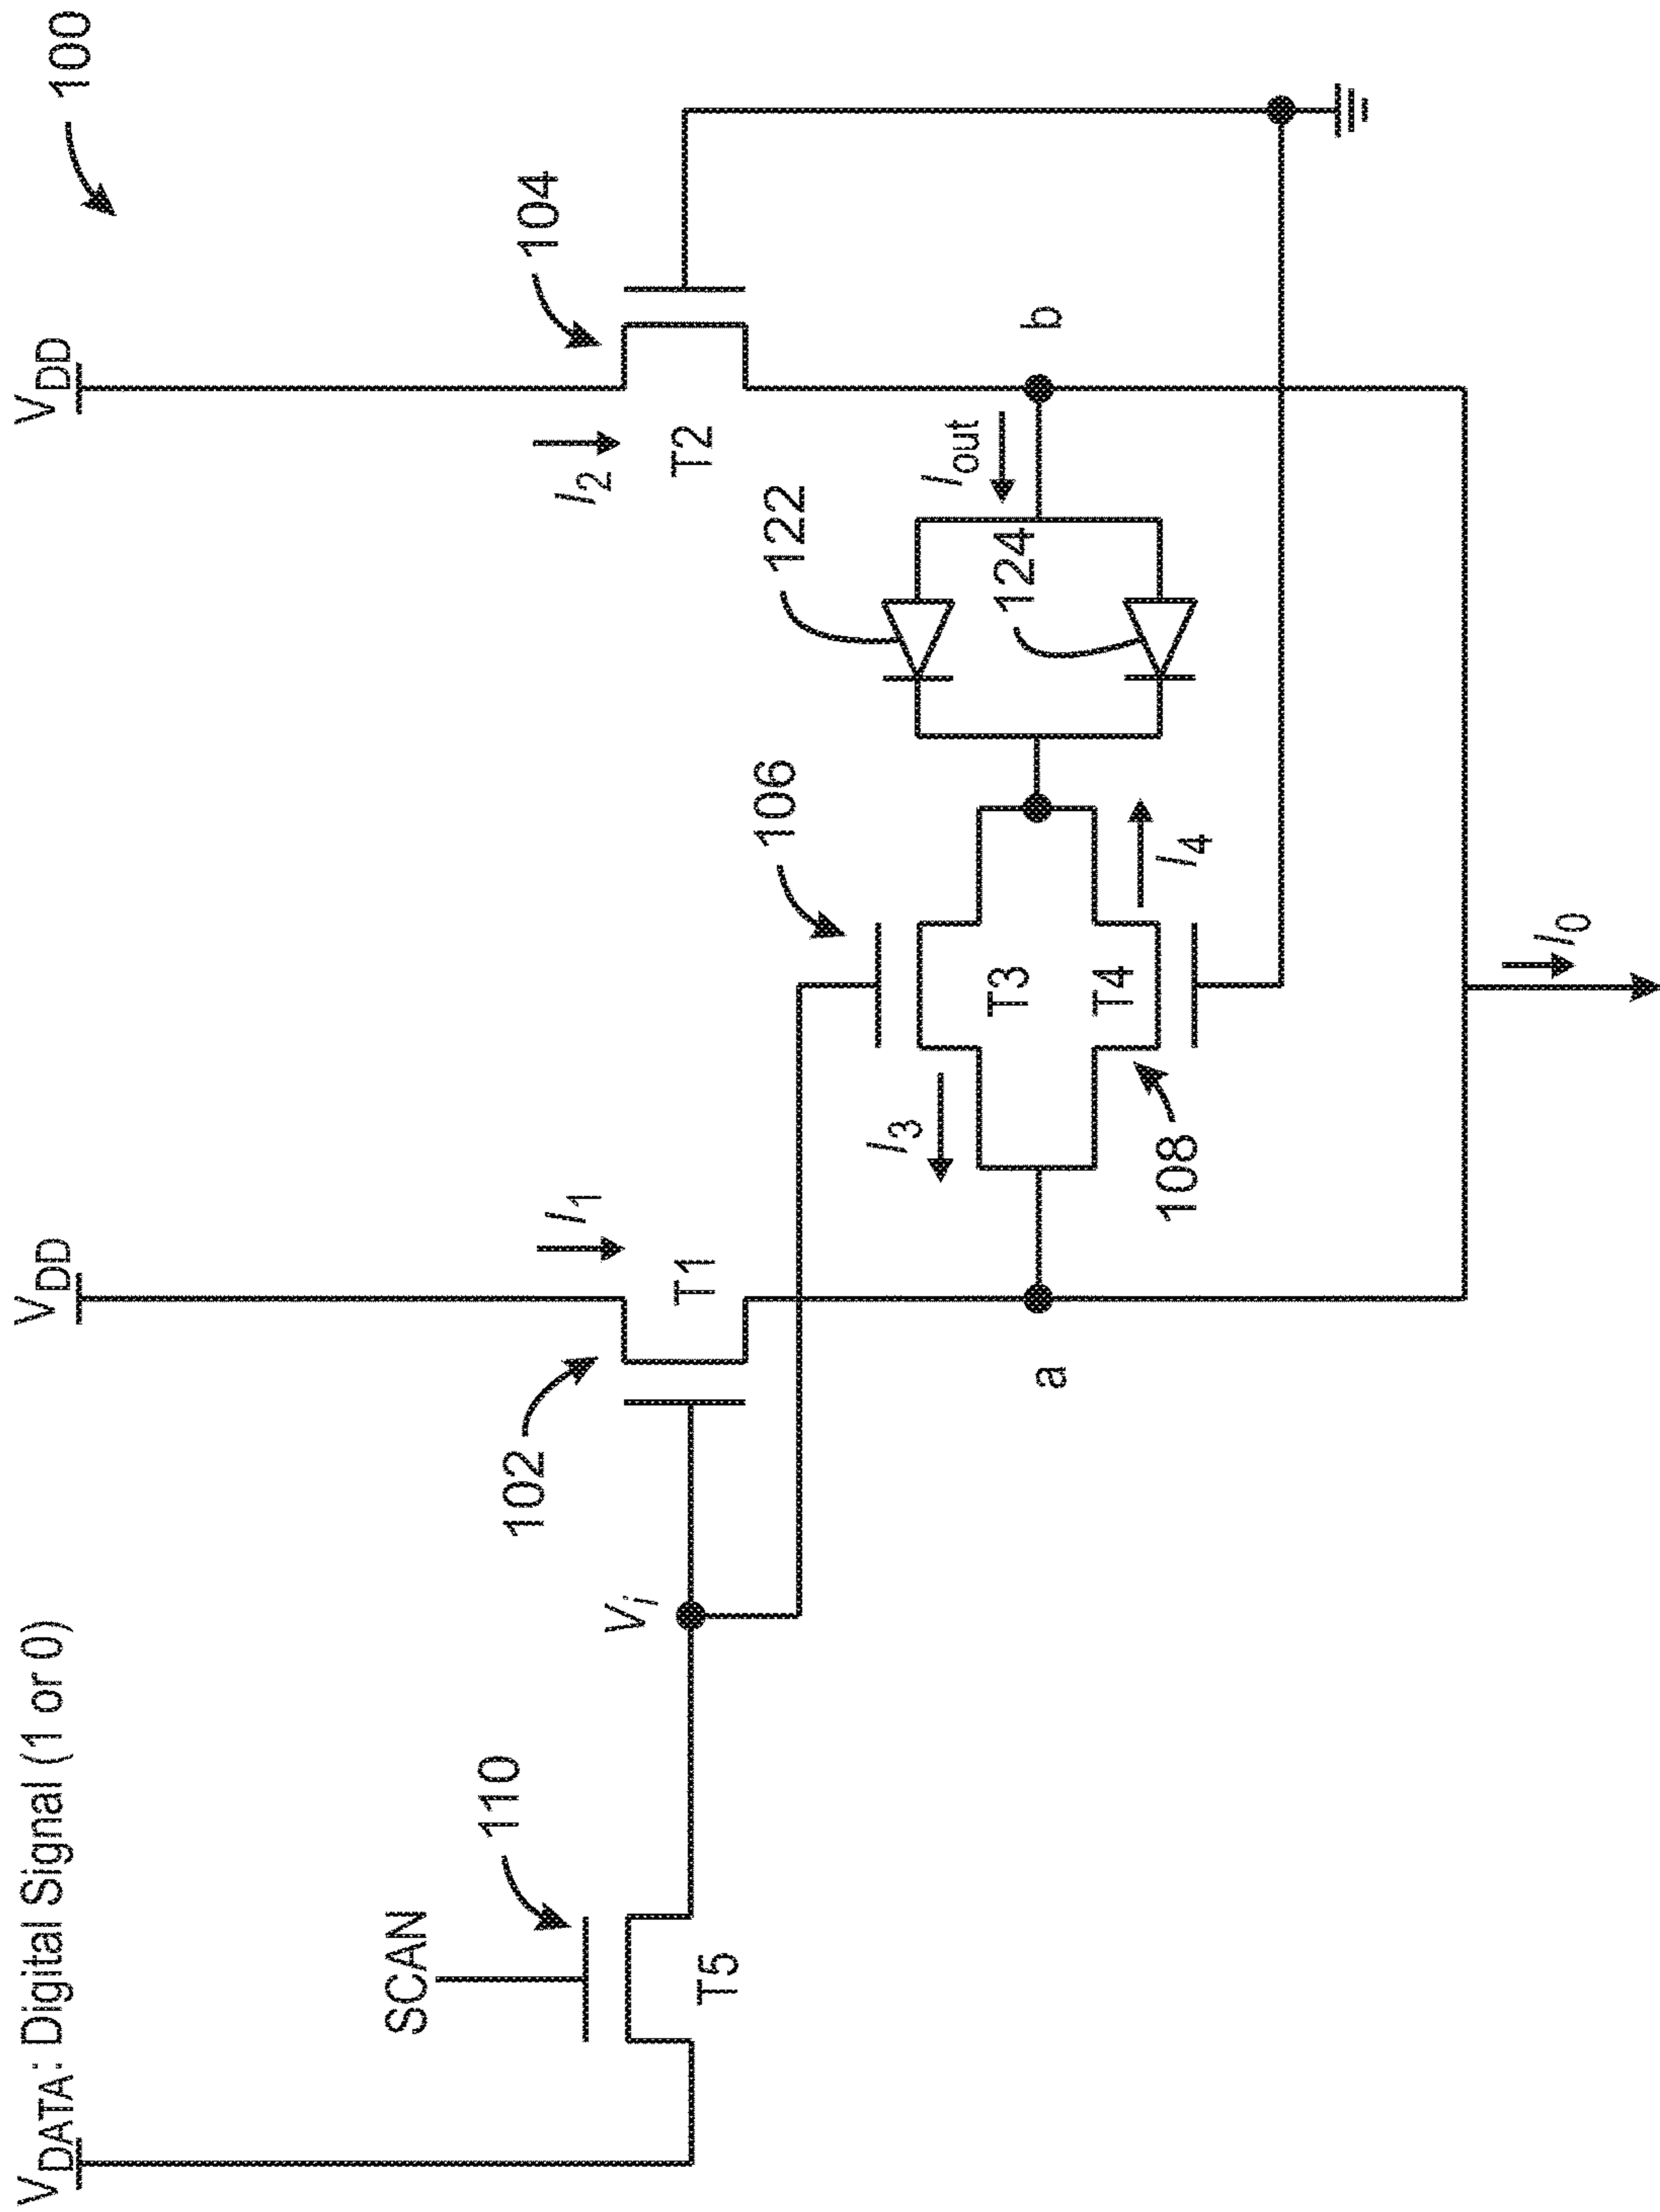 100
V_DATA: Digital Signal (1 or 0)
V_DD
V_DD
SCAN
110
T5
V_i
102
I_1
T1
I_2
T2
104
106
122
I_3
T3
124
I_out
a
b
108
T4
I_4
I_0